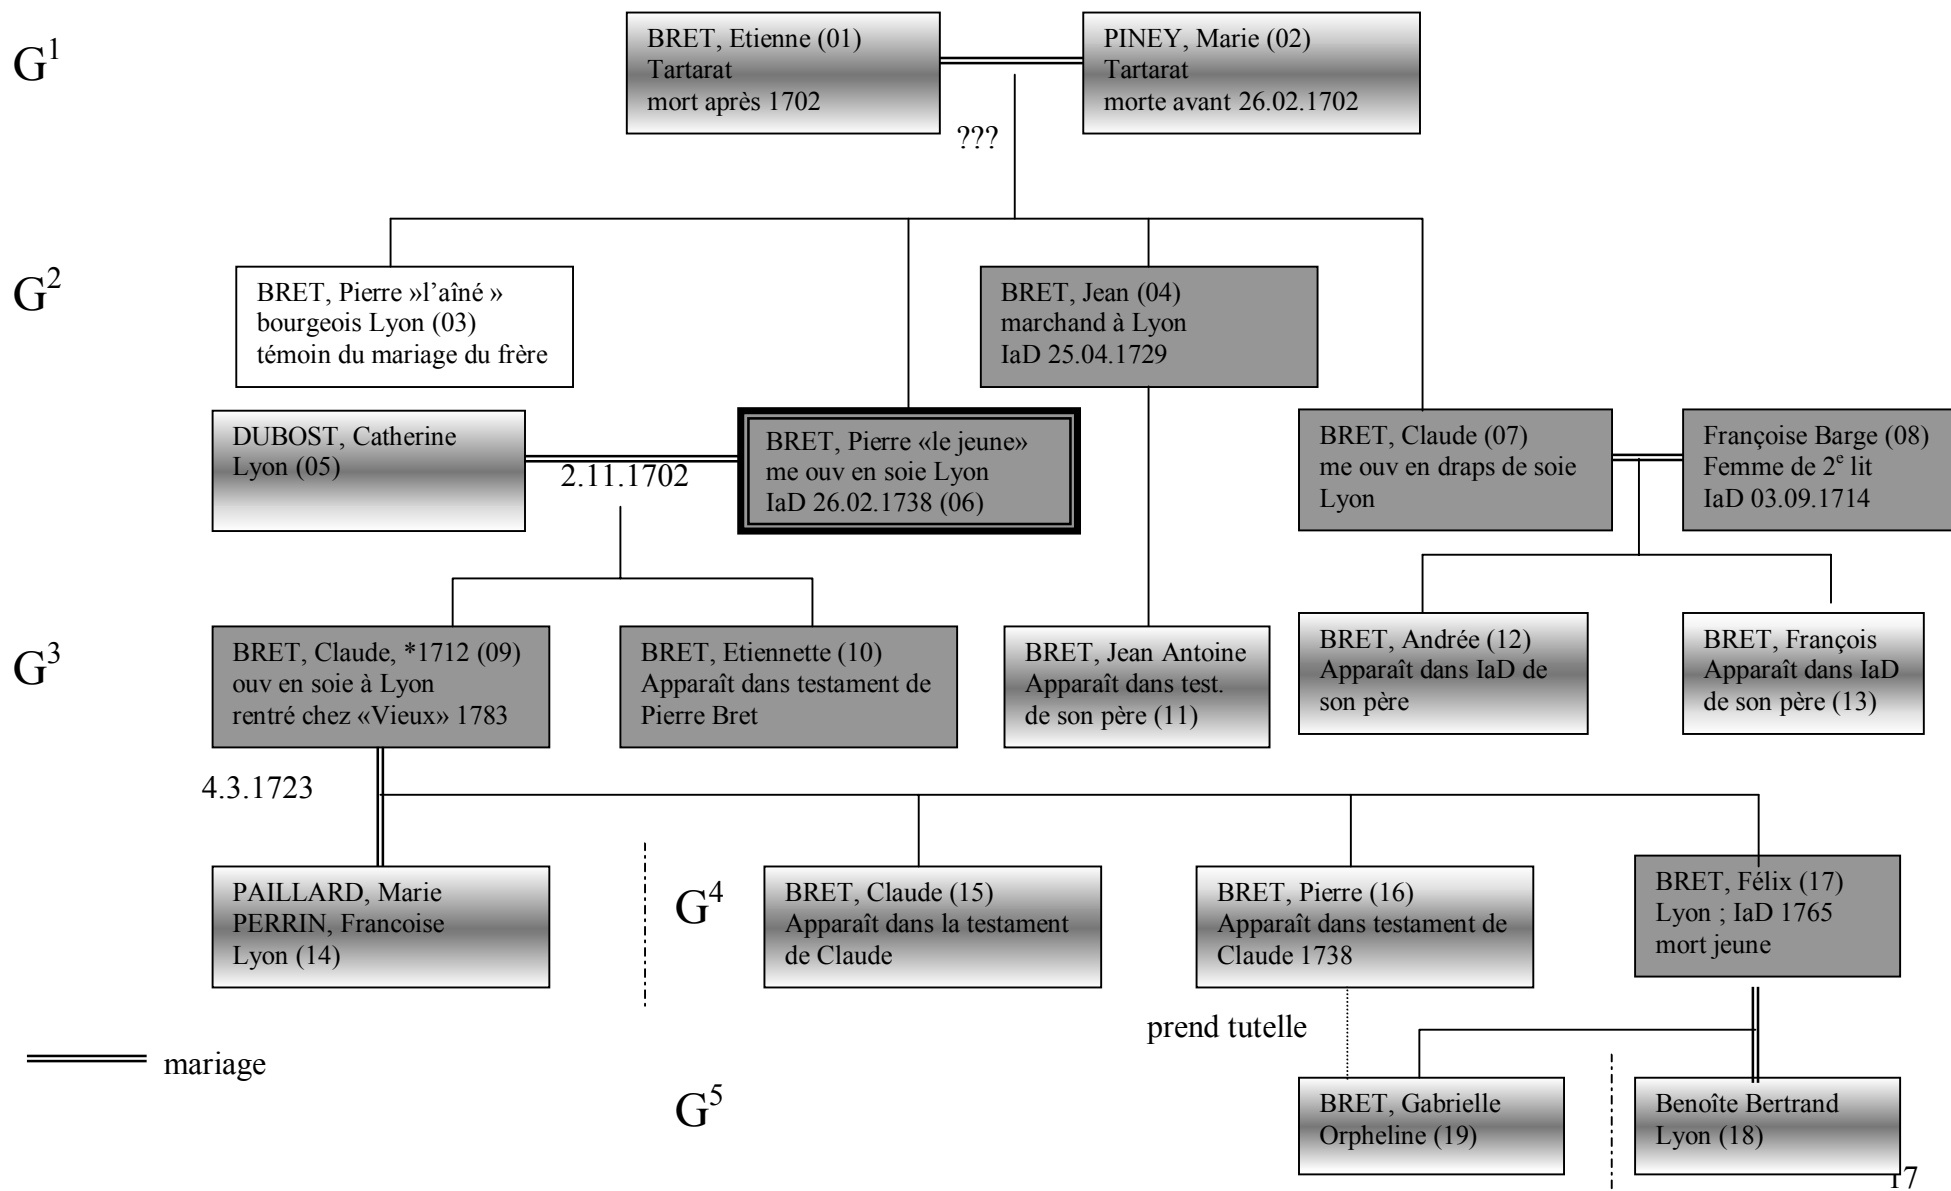 G¹
BRET, Etienne (01)
Tartarat
mort après 1702
PINEY, Marie (02)
Tartarat
morte avant 26.02.1702
???
G²
BRET, Pierre »l’aîné »
bourgeois Lyon (03)
témoin du mariage du frère
BRET, Jean (04)
marchand à Lyon
IaD 25.04.1729
DUBOST, Catherine
Lyon (05)
2.11.1702
BRET, Pierre «le jeune»
me ouv en soie Lyon
IaD 26.02.1738 (06)
BRET, Claude (07)
me ouv en draps de soie
Lyon
Françoise Barge (08)
Femme de 2ᵉ lit
IaD 03.09.1714
G³
BRET, Claude, *1712 (09)
ouv en soie à Lyon
rentré chez «Vieux» 1783
BRET, Etiennette (10)
Apparaît dans testament de
Pierre Bret
BRET, Jean Antoine
Apparaît dans test.
de son père (11)
BRET, Andrée (12)
Apparaît dans IaD de
son père
BRET, François
Apparaît dans IaD
de son père (13)
4.3.1723
PAILLARD, Marie
PERRIN, Francoise
Lyon (14)
G⁴
BRET, Claude (15)
Apparaît dans la testament
de Claude
BRET, Pierre (16)
Apparaît dans testament de
Claude 1738
BRET, Félix (17)
Lyon ; IaD 1765
mort jeune
prend tutelle
mariage
G⁵
BRET, Gabrielle
Orpheline (19)
Benoîte Bertrand
Lyon (18)
17